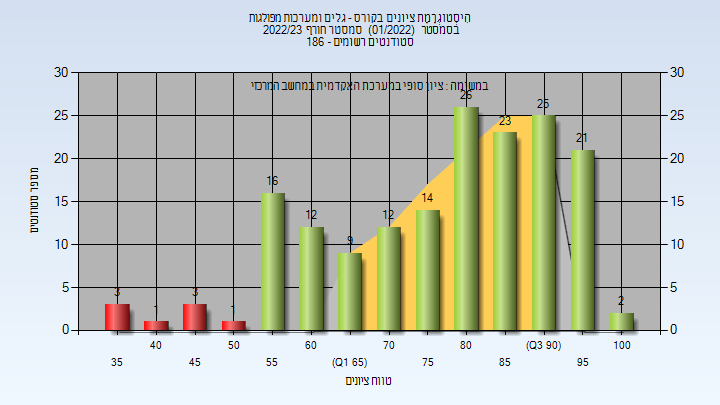 היסטוגרמת ציונים בקורס - גלים ומערכות מפולגות
בסמסטר (01/2022) סמסטר חורף 2022/23
סטודנטים רשומים - 186
במשימה : ציון סופי במערכת האקדמית במחשב המרכזי
מספר סטודנטים
30 30
25 25
20 20
15 15
10 10
5 5
0 0
3 1 3 1 16 12 9 12 14 26 23 25 21 2
40 50 60 70 80 (Q3 90) 100
35 45 55 (Q1 65) 75 85 95
טווח ציונים